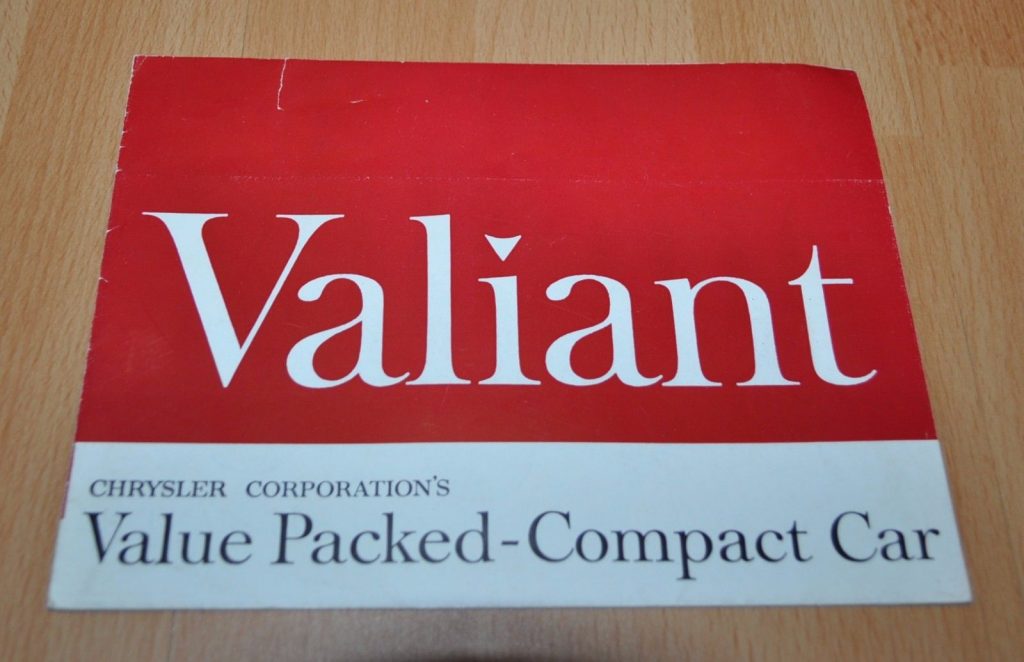 Valiant
CHRYSLER CORPORATION'S
Value Packed-Compact Car